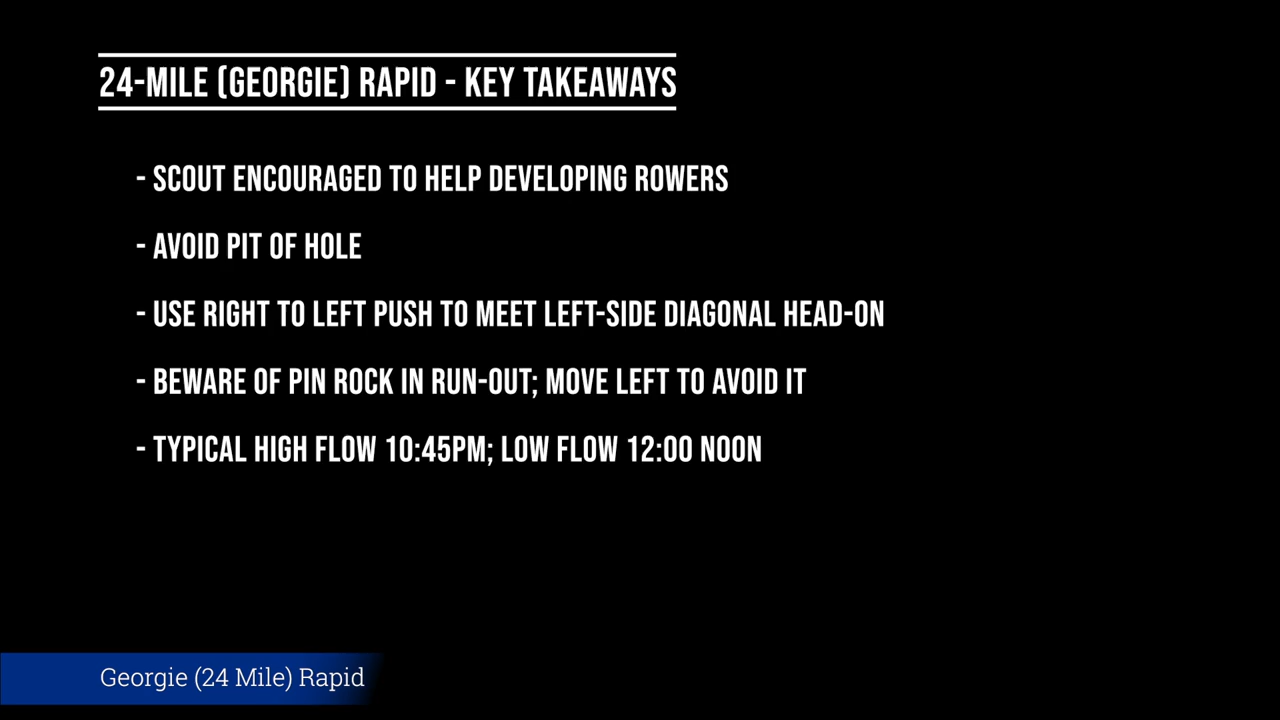 24-MILE (GEORGIE) RAPID - KEY TAKEAWAYS
- SCOUT ENCOURAGED TO HELP DEVELOPING ROWERS
- AVOID PIT OF HOLE
- USE RIGHT TO LEFT PUSH TO MEET LEFT-SIDE DIAGONAL HEAD-ON
- BEWARE OF PIN ROCK IN RUN-OUT; MOVE LEFT TO AVOID IT
- TYPICAL HIGH FLOW 10:45PM; LOW FLOW 12:00 NOON
Georgie (24 Mile) Rapid